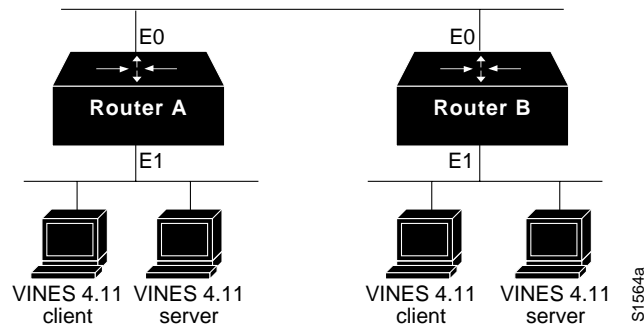 E0
E0
Router A
Router B
E1
E1
VINES 4.11 client
VINES 4.11 server
VINES 4.11 client
VINES 4.11 server
S1564a